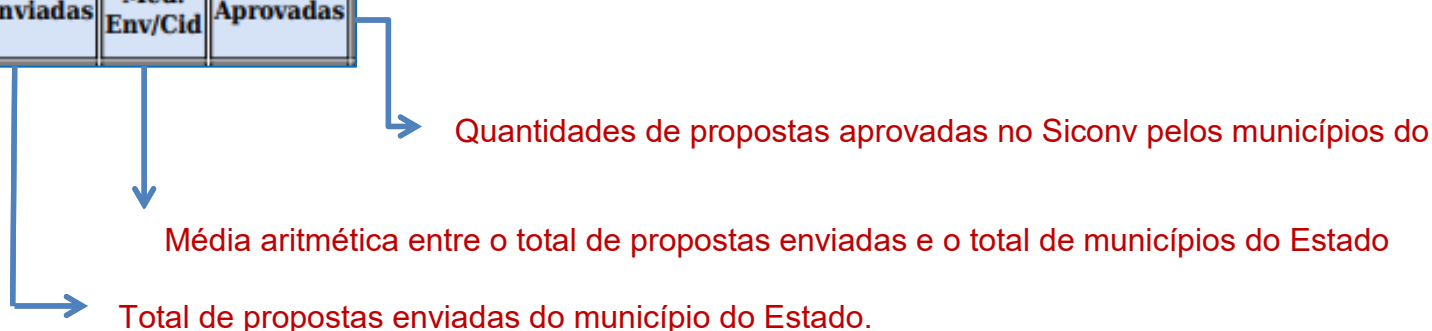 Env/Cid
Aprovadas
Quantidades de propostas aprovadas no Siconv pelos municípios do
Média aritmética entre o total de propostas enviadas e o total de municípios do Estado
Total de propostas enviadas do município do Estado.